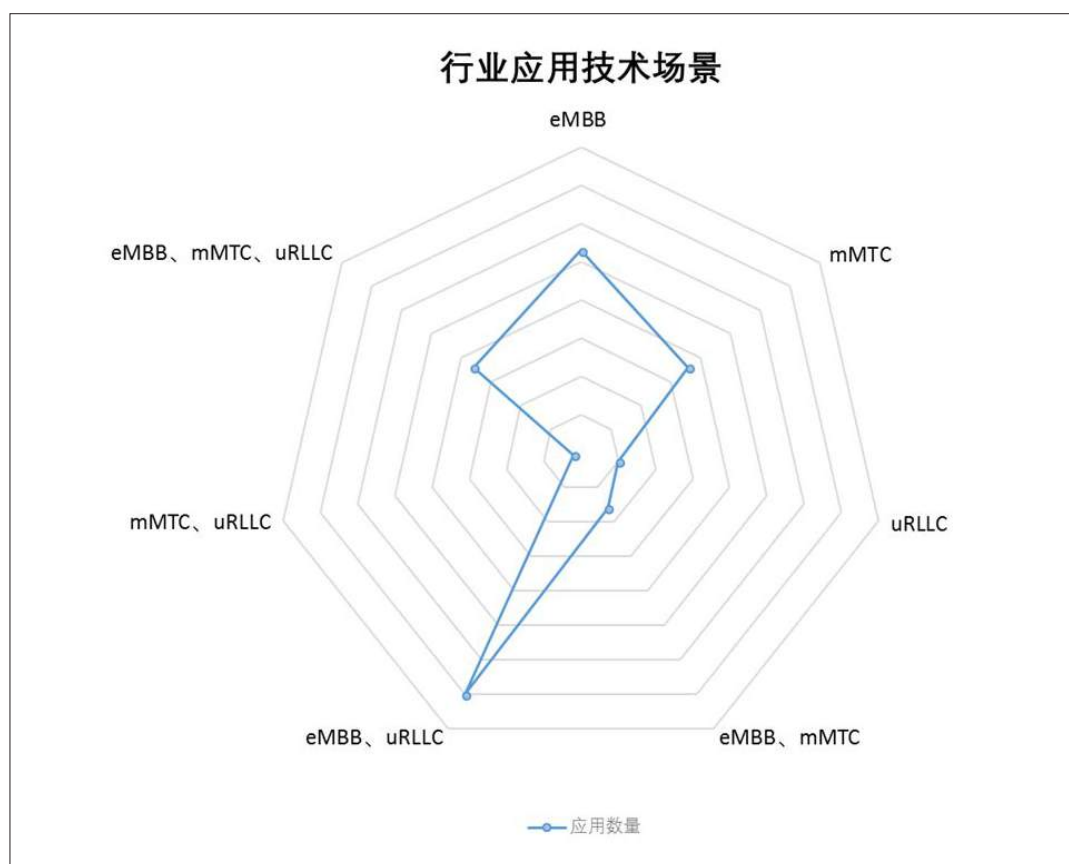 行业应用技术场景
eMBB
eMBB、mMTC、uRLLC
mMTC
mMTC、uRLLC
uRLLC
eMBB、uRLLC
eMBB、mMTC
应用数量